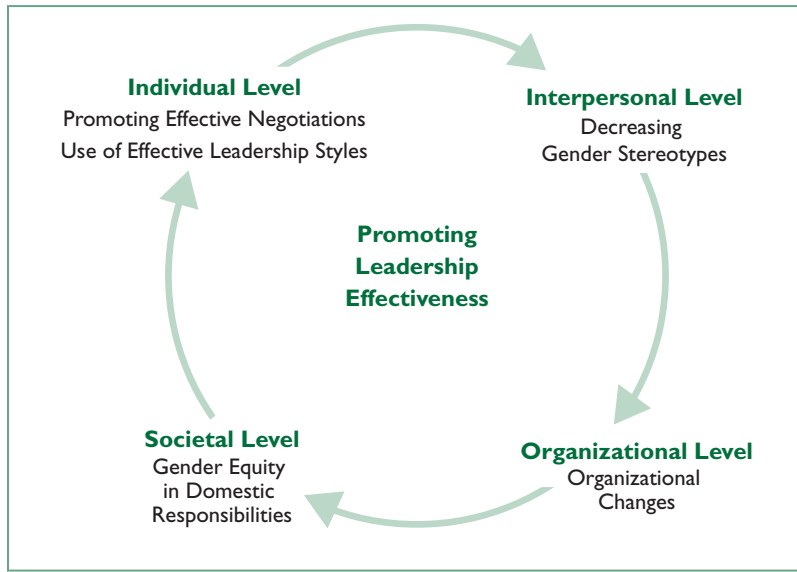 Individual Level
Promoting Effective Negotiations
Use of Effective Leadership Styles
Interpersonal Level
Decreasing
Gender Stereotypes
Promoting
Leadership
Effectiveness
Societal Level
Gender Equity
in Domestic
Responsibilities
Organizational Level
Organizational
Changes